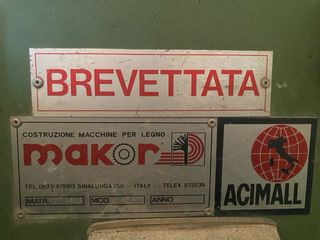 BREVETTATA
COSTRUZIONE MACCHINE PER LEGNO
makor
TEL. 0577/679103 SINALUNGA (SI) - ITALY - TELEX 572539
MATR. MOD. ANNO
ACIMALL